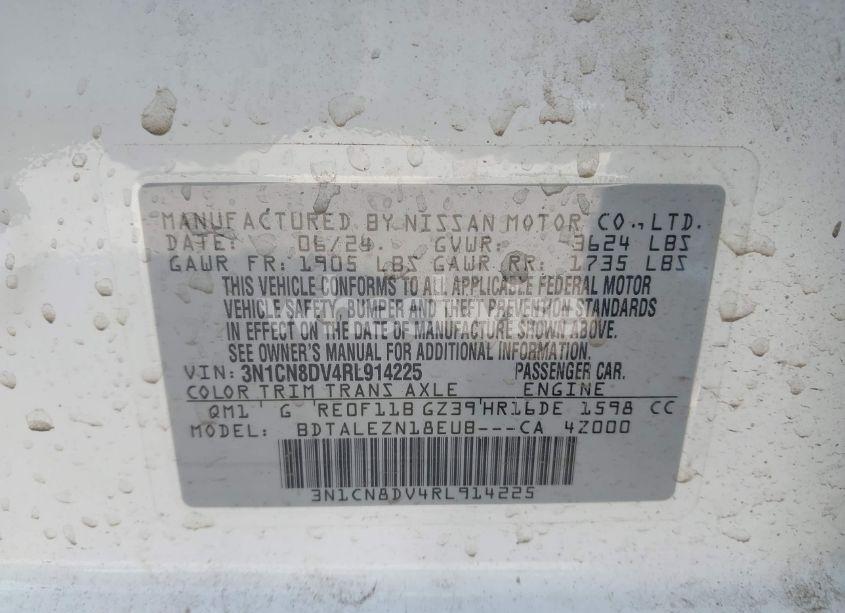 MANUFACTURED BY NISSAN MOTOR CO., LTD.
DATE: 06/24 GVWR: 3624 LBS
GAWR FR: 1905 LBS GAWR RR: 1735 LBS
THIS VEHICLE CONFORMS TO ALL APPLICABLE FEDERAL MOTOR
VEHICLE SAFETY, BUMPER AND THEFT PREVENTION STANDARDS
IN EFFECT ON THE DATE OF MANUFACTURE SHOWN ABOVE.
SEE OWNER'S MANUAL FOR ADDITIONAL INFORMATION.
VIN: 3N1CN8DV4RL914225 PASSENGER CAR.
COLOR TRIM TRANS AXLE ENGINE
QM1 G RE0F11B GZ39 HR16DE 1598 CC
MODEL: BDTALEZN18EUB---CA 4Z000
3N1CN8DV4RL914225